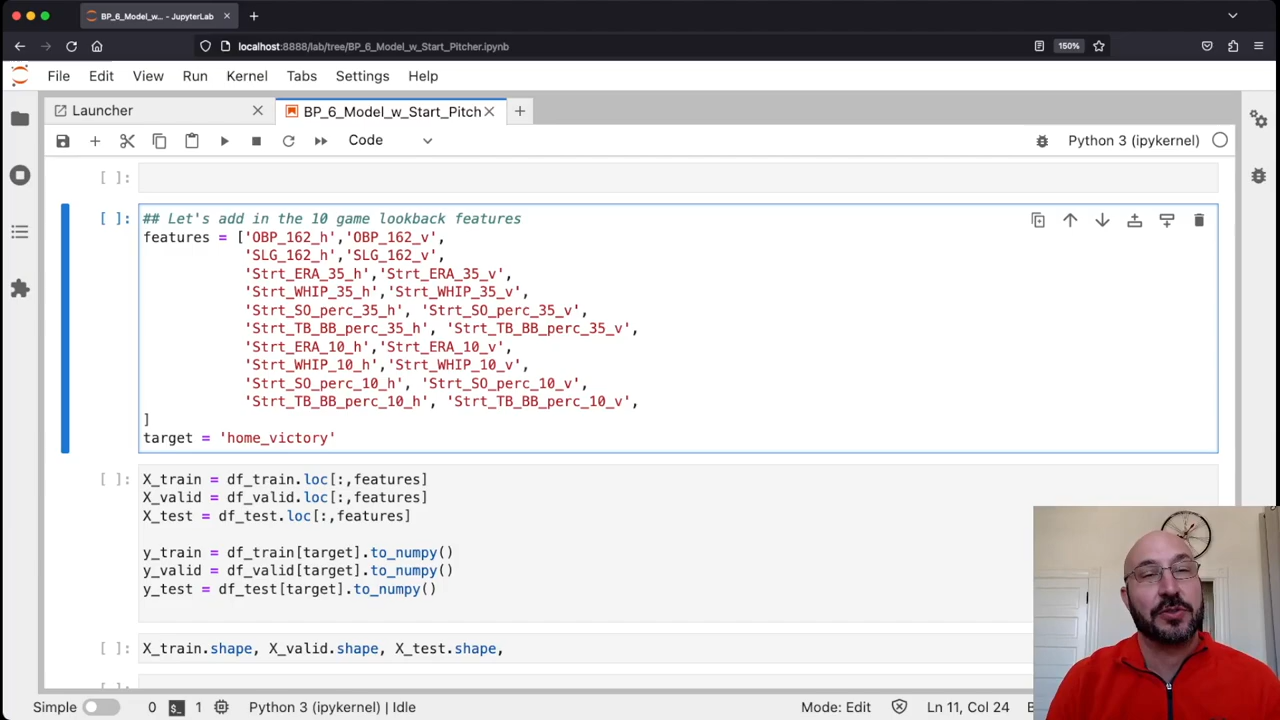 BP_6_Model_w... - JupyterLab
localhost:8888/lab/tree/BP_6_Model_w_Start_Pitcher.ipynb
150%
File Edit View Run Kernel Tabs Settings Help
Launcher
BP_6_Model_w_Start_Pitch
Code
Python 3 (ipykernel)
[ ]:
[ ]:
## Let's add in the 10 game lookback features
features = ['OBP_162_h','OBP_162_v',
'SLG_162_h','SLG_162_v',
'Strt_ERA_35_h','Strt_ERA_35_v',
'Strt_WHIP_35_h','Strt_WHIP_35_v',
'Strt_SO_perc_35_h', 'Strt_SO_perc_35_v',
'Strt_TB_BB_perc_35_h', 'Strt_TB_BB_perc_35_v',
'Strt_ERA_10_h','Strt_ERA_10_v',
'Strt_WHIP_10_h','Strt_WHIP_10_v',
'Strt_SO_perc_10_h', 'Strt_SO_perc_10_v',
'Strt_TB_BB_perc_10_h', 'Strt_TB_BB_perc_10_v',
]
target = 'home_victory'
[ ]:
X_train = df_train.loc[:,features]
X_valid = df_valid.loc[:,features]
X_test = df_test.loc[:,features]
y_train = df_train[target].to_numpy()
y_valid = df_valid[target].to_numpy()
y_test = df_test[target].to_numpy()
[ ]:
X_train.shape, X_valid.shape, X_test.shape,
Simple 0 1 Python 3 (ipykernel) | Idle
Mode: Edit Ln 11, Col 24